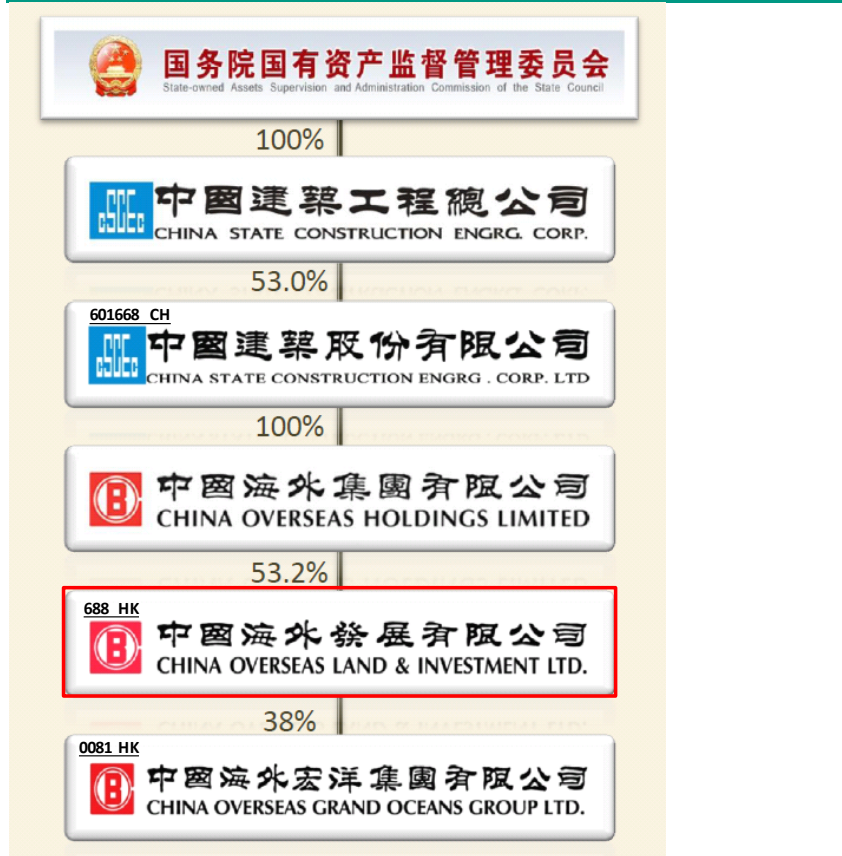 国务院国有资产监督管理委员会
State-owned Assets Supervision and Administration Commission of the State Council
100%
CSCEC
中國建築工程總公司
CHINA STATE CONSTRUCTION ENGRG. CORP.
53.0%
601668 CH
CSCEC
中國建築股份有限公司
CHINA STATE CONSTRUCTION ENGRG . CORP. LTD
100%
中國海外集團有限公司
CHINA OVERSEAS HOLDINGS LIMITED
53.2%
688 HK
中國海外發展有限公司
CHINA OVERSEAS LAND & INVESTMENT LTD.
38%
0081 HK
中國海外宏洋集團有限公司
CHINA OVERSEAS GRAND OCEANS GROUP LTD.